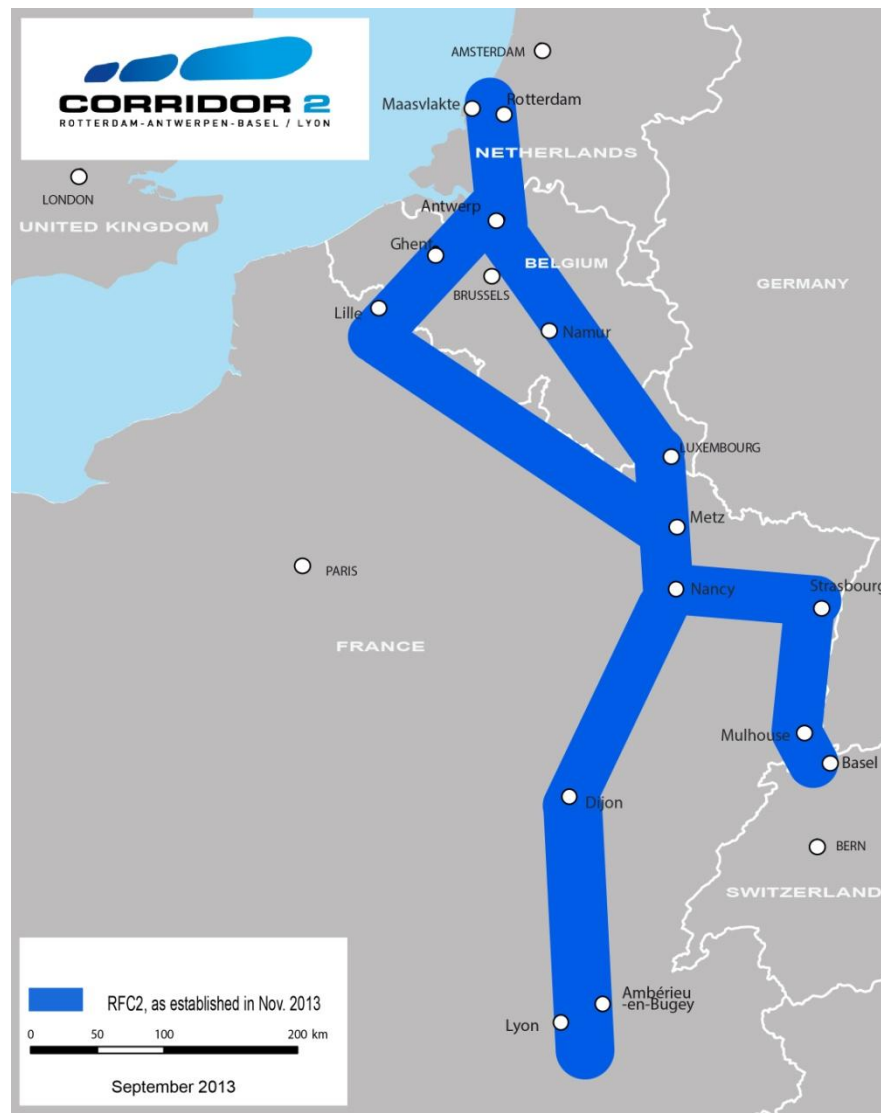 CORRIDOR 2
ROTTERDAM-ANTWERPEN-BASEL / LYON
AMSTERDAM
Maasvlakte
Rotterdam
NETHERLANDS
LONDON
UNITED KINGDOM
Antwerp
Ghent
BELGIUM
BRUSSELS
GERMANY
Lille
Namur
LUXEMBOURG
Metz
PARIS
Nancy
Strasbourg
FRANCE
Mulhouse
Basel
Dijon
BERN
SWITZERLAND
Ambérieu
-en-Bugey
Lyon
RFC2, as established in Nov. 2013
0 50 100 200 km
September 2013